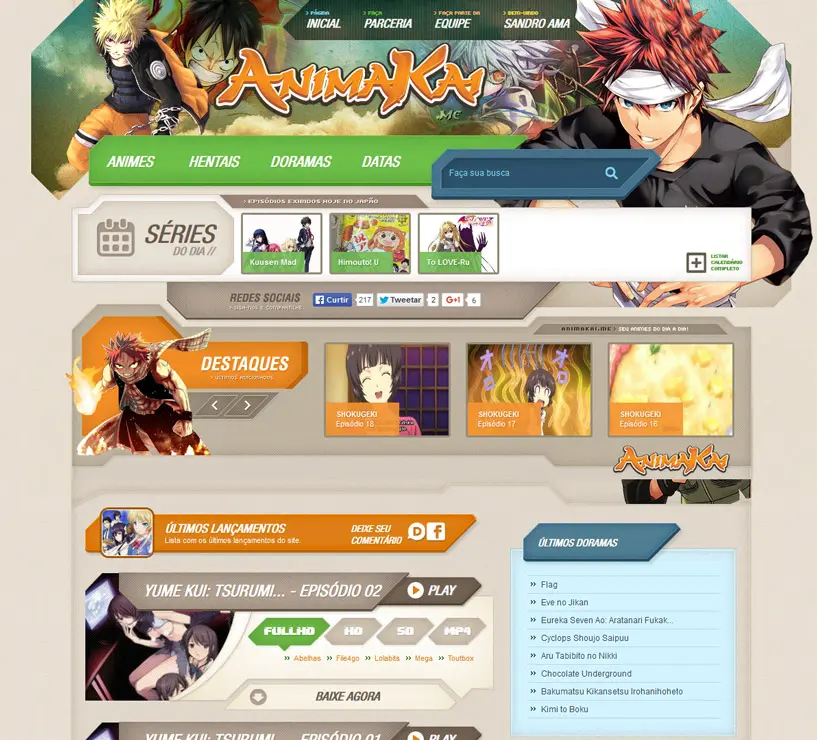 PÁGINA
INICIAL
FAÇA
PARCERIA
FAÇA PARTE DA
EQUIPE
BEM-VINDO
SANDRO AMA
ANIMAKAI
.ME
ANIMES
HENTAIS
DORAMAS
DATAS
Faça sua busca
› EPISÓDIOS EXIBIDOS HOJE NO JAPÃO
SÉRIES
DO DIA //
Kuusen Mad
Himouto! U
To LOVE-Ru
LISTAR
CALENDÁRIO
COMPLETO
REDES SOCIAIS
› SIGA-NOS E COMPARTILHE
Curtir
217
Tweetar
2
+1
6
ANIMAKAI.ME › SEU ANIMES DO DIA A DIA!
DESTAQUES
› ÚLTIMOS ADICIONADOS
SHOKUGEKI
Episódio 18
SHOKUGEKI
Episódio 17
SHOKUGEKI
Episódio 16
ANIMAKAI
ÚLTIMOS LANÇAMENTOS
Lista com os últimos lançamentos do site.
DEIXE SEU
COMENTÁRIO
ÚLTIMOS DORAMAS
YUME KUI: TSURUMI... - EPISÓDIO 02
PLAY
FULLHD
HD
SD
MP4
» Abelhas » File4go » Lolabits » Mega » Toutbox
BAIXE AGORA
» Flag
» Eve no Jikan
» Eureka Seven Ao: Aratanari Fukak...
» Cyclops Shoujo Saipuu
» Aru Tabibito no Nikki
» Chocolate Underground
» Bakumatsu Kikansetsu Irohanihoheto
» Kimi to Boku
YUME KUI: TSURUMI... - EPISÓDIO 01
PLAY